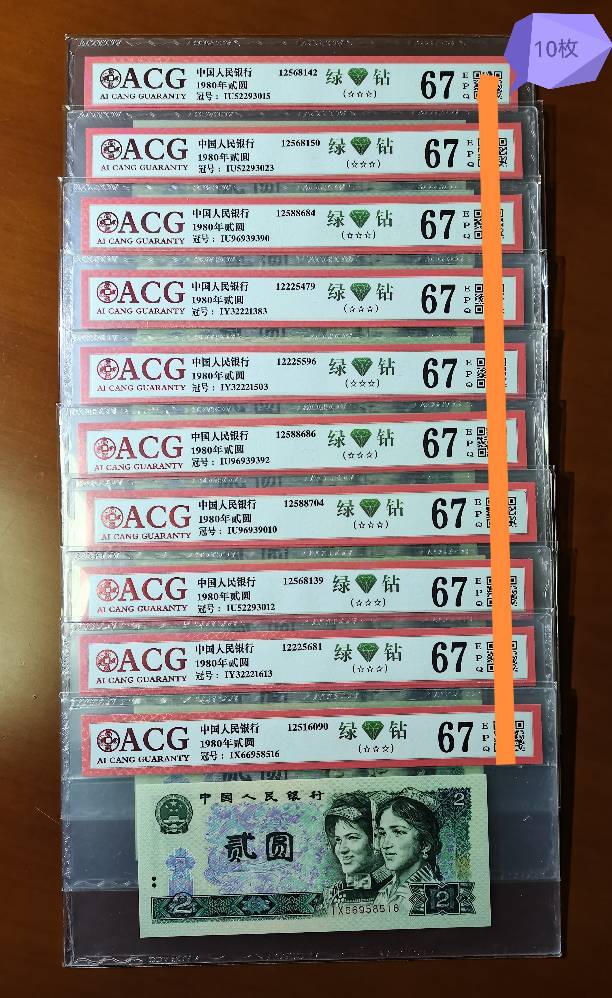 10枚
ACG
AI CANG GUARANTY
中国人民银行
1980年贰圆
冠号：IU52293015
12568142
绿 钻
(☆☆☆)
67
E
P
Q
ACG
AI CANG GUARANTY
中国人民银行
1980年贰圆
冠号：IU52293023
12568150
绿 钻
(☆☆☆)
67
E
P
Q
ACG
AI CANG GUARANTY
中国人民银行
1980年贰圆
冠号：IU96939390
12588684
绿 钻
(☆☆☆)
67
E
P
Q
ACG
AI CANG GUARANTY
中国人民银行
1980年贰圆
冠号：IY32221383
12225479
绿 钻
(☆☆☆)
67
E
P
Q
ACG
AI CANG GUARANTY
中国人民银行
1980年贰圆
冠号：IY32221503
12225596
绿 钻
(☆☆☆)
67
E
P
Q
ACG
AI CANG GUARANTY
中国人民银行
1980年贰圆
冠号：IU96939392
12588686
绿 钻
(☆☆☆)
67
E
P
Q
ACG
AI CANG GUARANTY
中国人民银行
1980年贰圆
冠号：IU96939010
12588704
绿 钻
(☆☆☆)
67
E
P
Q
ACG
AI CANG GUARANTY
中国人民银行
1980年贰圆
冠号：IU52293012
12568139
绿 钻
(☆☆☆)
67
E
P
Q
ACG
AI CANG GUARANTY
中国人民银行
1980年贰圆
冠号：IY32221613
12225681
绿 钻
(☆☆☆)
67
E
P
Q
ACG
AI CANG GUARANTY
中国人民银行
1980年贰圆
冠号：IX66958516
12516090
绿 钻
(☆☆☆)
67
E
P
Q
中国人民银行
2
贰圆
2
IX66958516
2